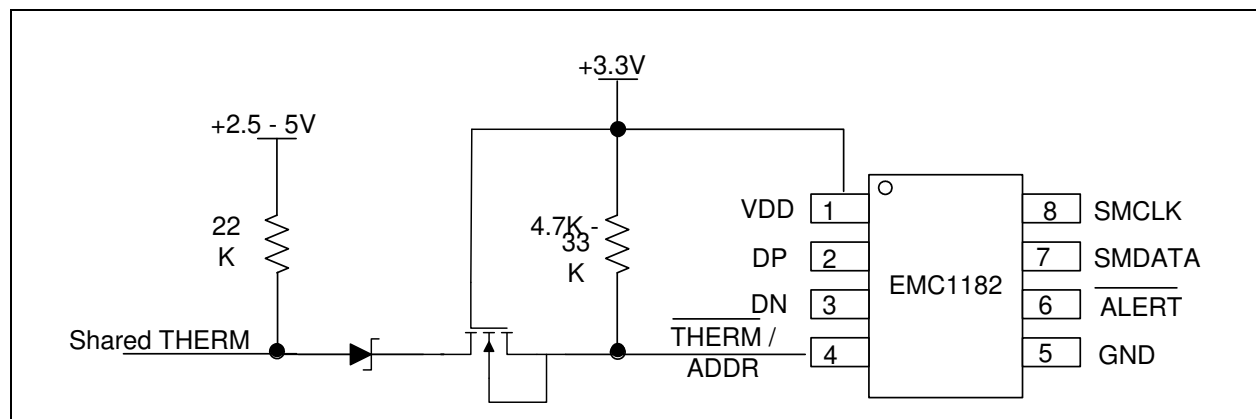 +3.3V
+2.5 - 5V
22
K
4.7K -
33
K
VDD
DP
DN
THERM /
ADDR
Shared THERM
1
2
3
4
EMC1182
8
7
6
5
SMCLK
SMDATA
ALERT
GND